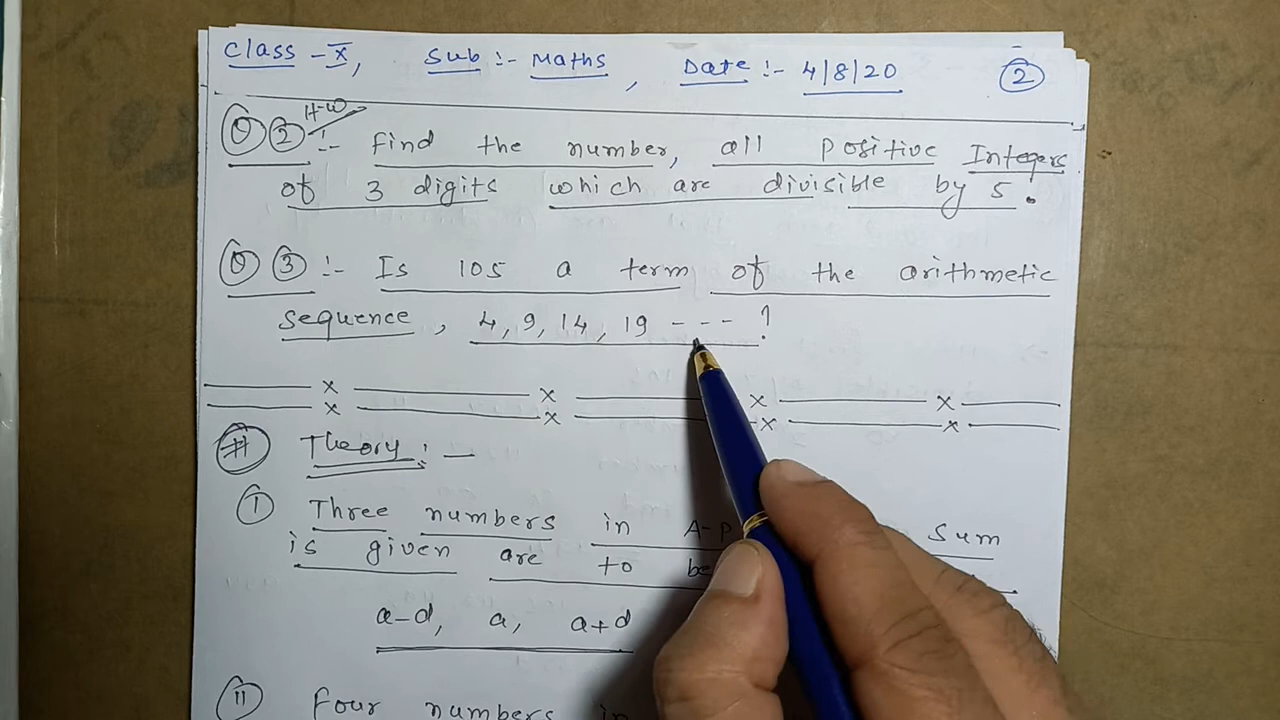 Class - X, Sub :- Maths, Date :- 4/8/20 2
H-W
Q 2 :- Find the number, all positive Integers
of 3 digits which are divisible by 5.
Q 3 :- Is 105 a term of the arithmetic
sequence, 4, 9, 14, 19 - - - ?
# Theory : -
I Three numbers in A-P Sum
is given are to be
a-d, a, a+d
II Four numbers in